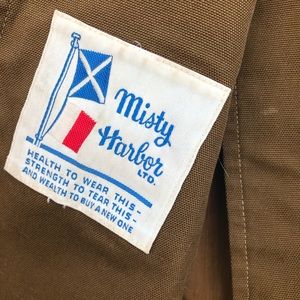 Misty
Harbor
LTD.
HEALTH TO WEAR THIS-
STRENGTH TO TEAR THIS-
AND WEALTH TO BUY A NEW ONE